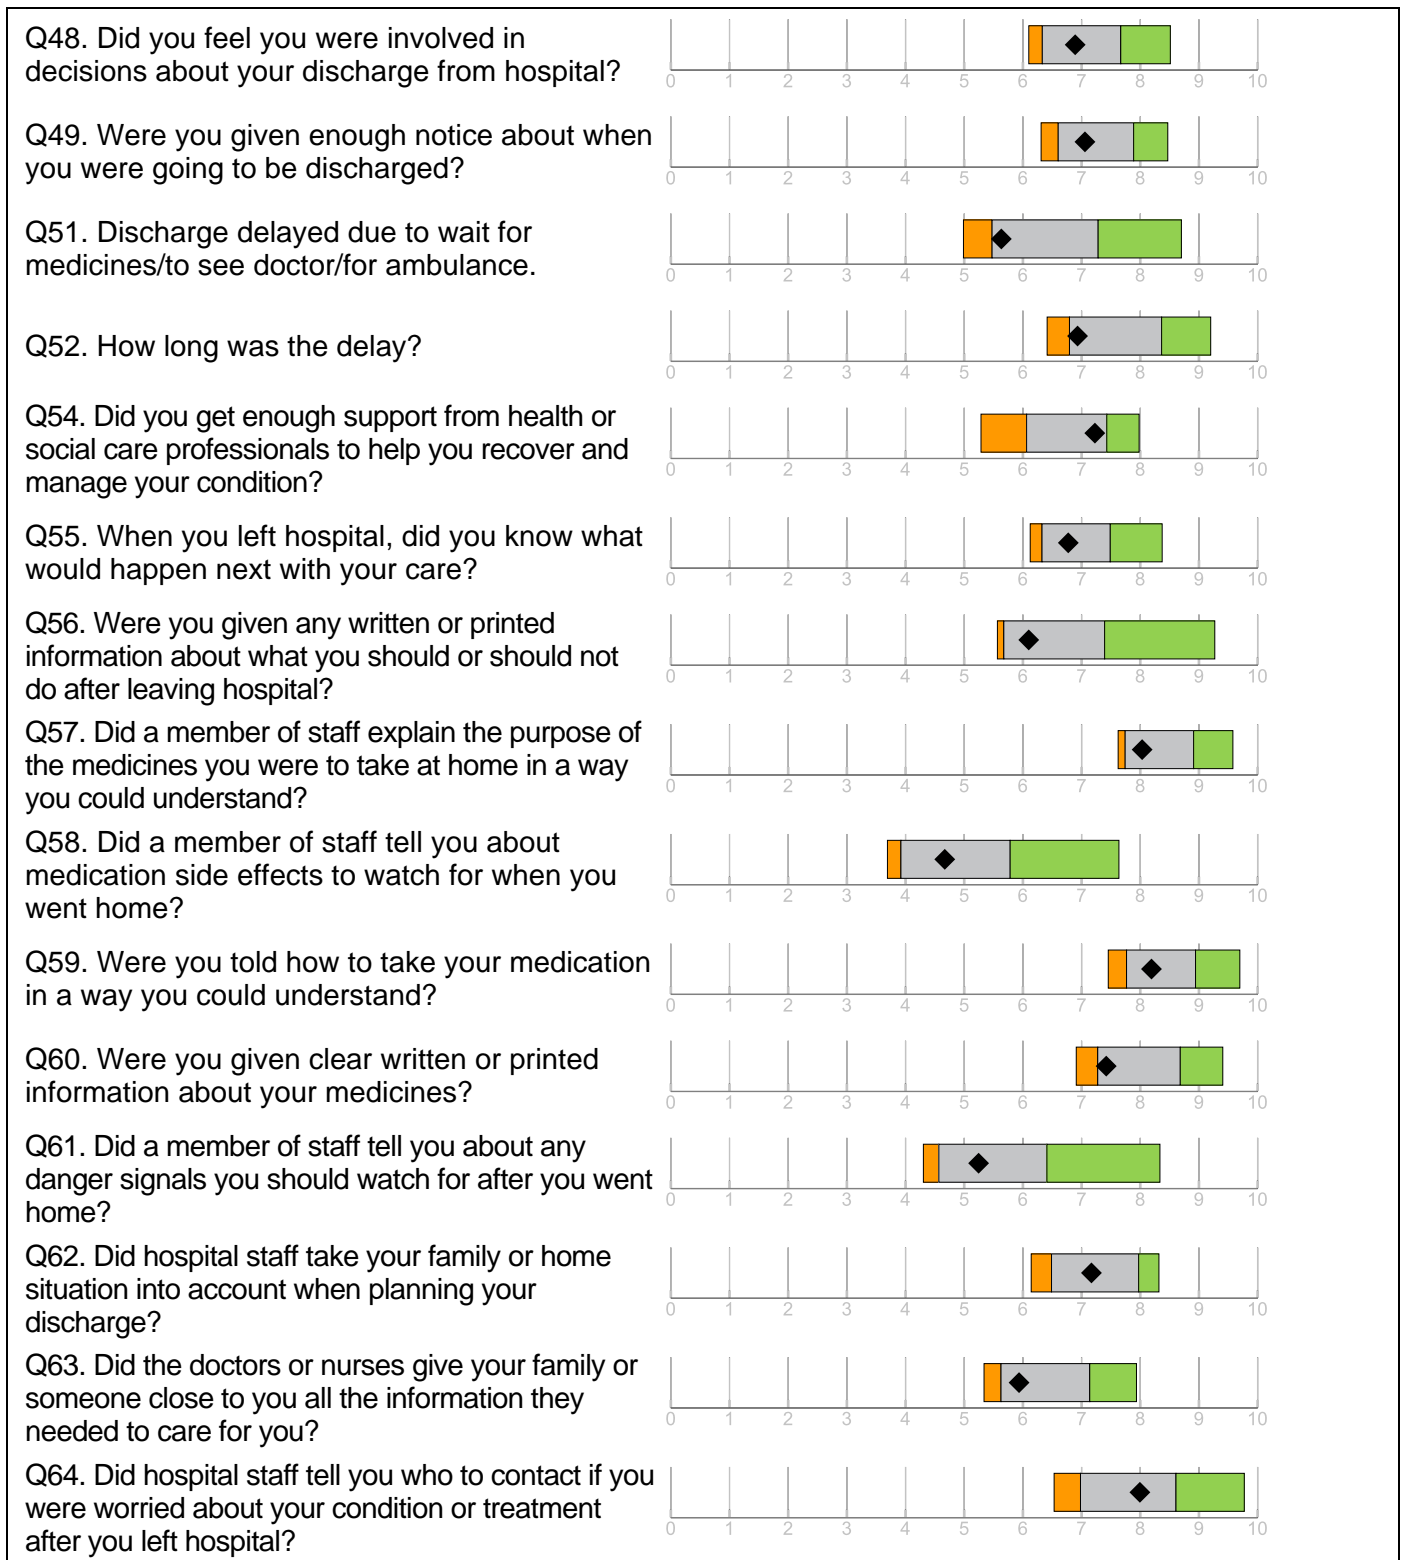 Q48. Did you feel you were involved in
decisions about your discharge from hospital?
0 1 2 3 4 5 6 7 8 9 10
Q49. Were you given enough notice about when
you were going to be discharged?
0 1 2 3 4 5 6 7 8 9 10
Q51. Discharge delayed due to wait for
medicines/to see doctor/for ambulance.
0 1 2 3 4 5 6 7 8 9 10
Q52. How long was the delay?
0 1 2 3 4 5 6 7 8 9 10
Q54. Did you get enough support from health or
social care professionals to help you recover and
manage your condition?
0 1 2 3 4 5 6 7 8 9 10
Q55. When you left hospital, did you know what
would happen next with your care?
0 1 2 3 4 5 6 7 8 9 10
Q56. Were you given any written or printed
information about what you should or should not
do after leaving hospital?
0 1 2 3 4 5 6 7 8 9 10
Q57. Did a member of staff explain the purpose of
the medicines you were to take at home in a way
you could understand?
0 1 2 3 4 5 6 7 8 9 10
Q58. Did a member of staff tell you about
medication side effects to watch for when you
went home?
0 1 2 3 4 5 6 7 8 9 10
Q59. Were you told how to take your medication
in a way you could understand?
0 1 2 3 4 5 6 7 8 9 10
Q60. Were you given clear written or printed
information about your medicines?
0 1 2 3 4 5 6 7 8 9 10
Q61. Did a member of staff tell you about any
danger signals you should watch for after you went
home?
0 1 2 3 4 5 6 7 8 9 10
Q62. Did hospital staff take your family or home
situation into account when planning your
discharge?
0 1 2 3 4 5 6 7 8 9 10
Q63. Did the doctors or nurses give your family or
someone close to you all the information they
needed to care for you?
0 1 2 3 4 5 6 7 8 9 10
Q64. Did hospital staff tell you who to contact if you
were worried about your condition or treatment
after you left hospital?
0 1 2 3 4 5 6 7 8 9 10